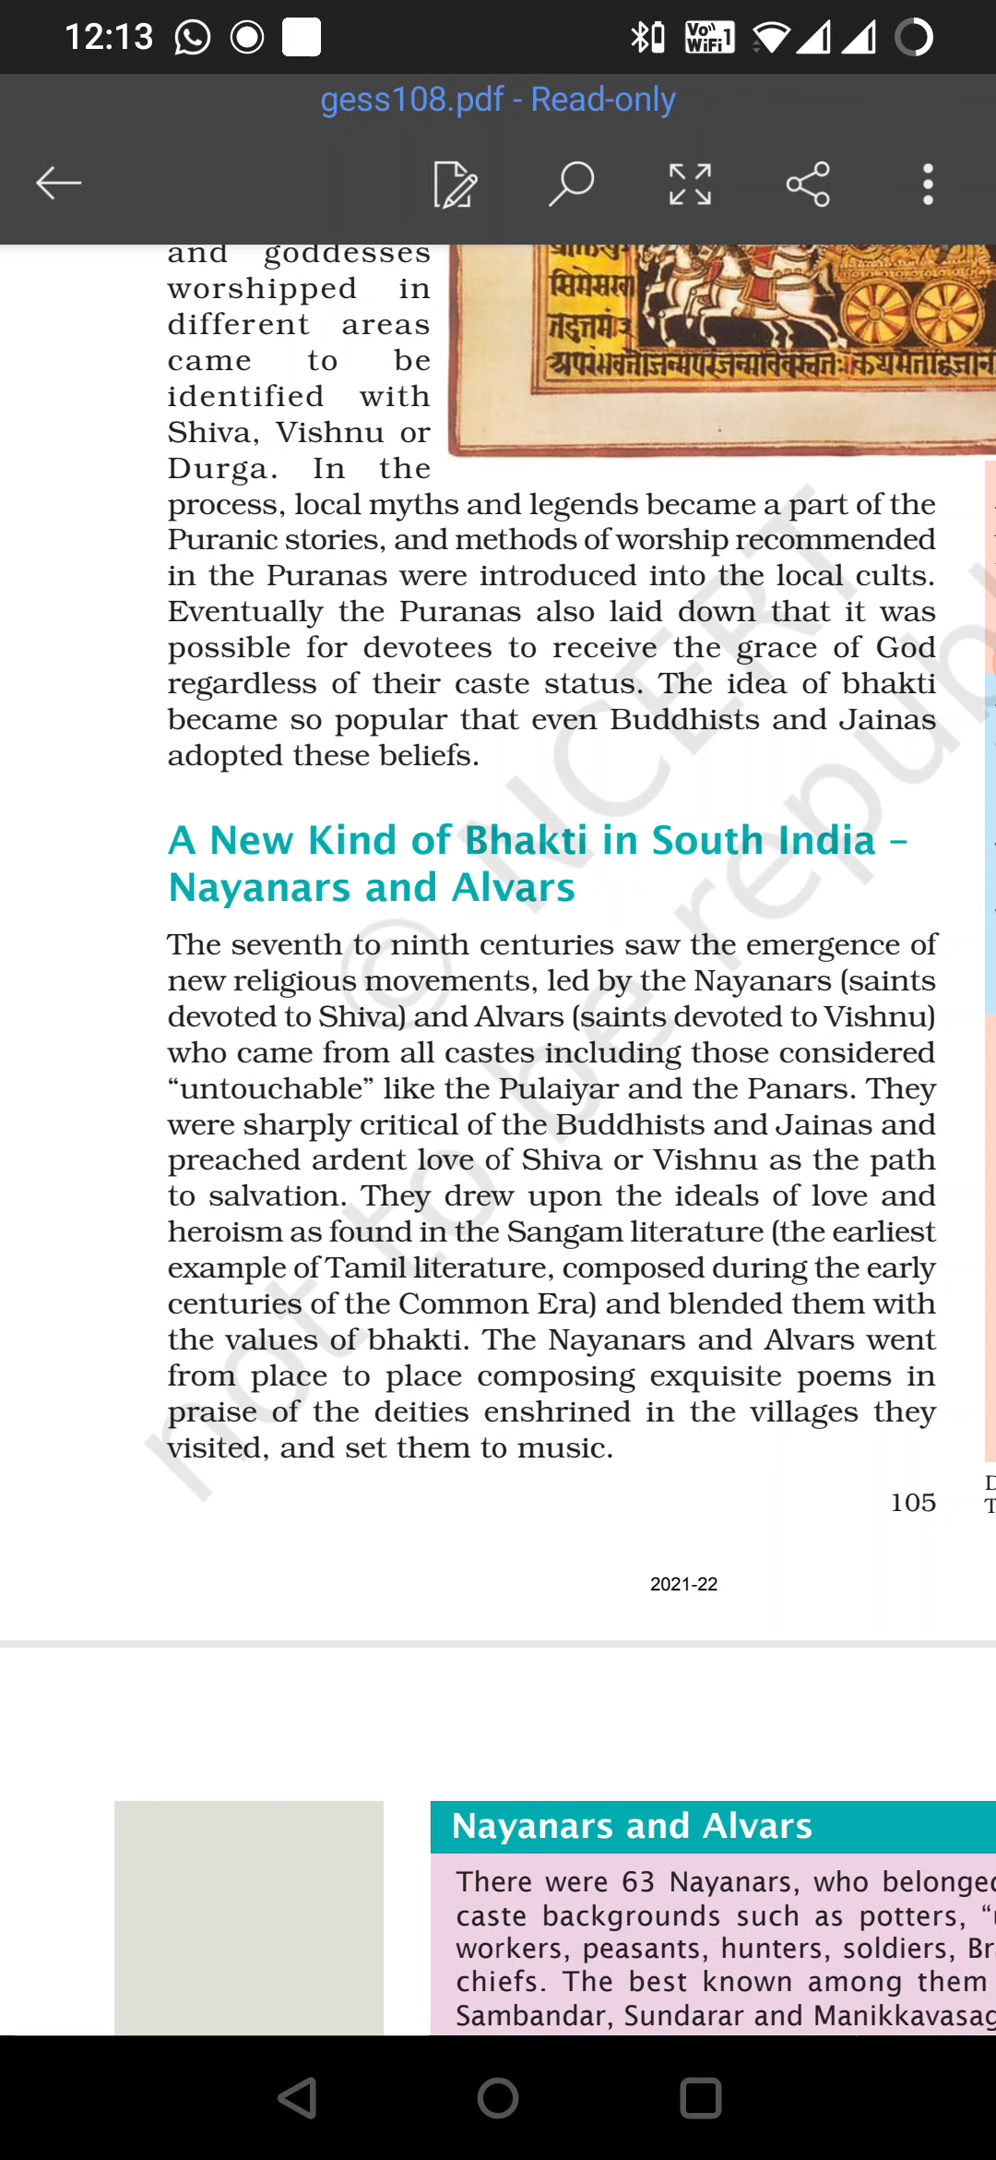 12:13
Vo 1
WiFi
gess108.pdf - Read-only
and goddesses
worshipped in
different areas
came to be
identified with
Shiva, Vishnu or
Durga. In the
process, local myths and legends became a part of the
Puranic stories, and methods of worship recommended
in the Puranas were introduced into the local cults.
Eventually the Puranas also laid down that it was
possible for devotees to receive the grace of God
regardless of their caste status. The idea of bhakti
became so popular that even Buddhists and Jainas
adopted these beliefs.
A New Kind of Bhakti in South India –
Nayanars and Alvars
The seventh to ninth centuries saw the emergence of
new religious movements, led by the Nayanars (saints
devoted to Shiva) and Alvars (saints devoted to Vishnu)
who came from all castes including those considered
“untouchable” like the Pulaiyar and the Panars. They
were sharply critical of the Buddhists and Jainas and
preached ardent love of Shiva or Vishnu as the path
to salvation. They drew upon the ideals of love and
heroism as found in the Sangam literature (the earliest
example of Tamil literature, composed during the early
centuries of the Common Era) and blended them with
the values of bhakti. The Nayanars and Alvars went
from place to place composing exquisite poems in
praise of the deities enshrined in the villages they
visited, and set them to music.
© NCERT
not to be republ
105
D
T
2021-22
Nayanars and Alvars
There were 63 Nayanars, who belonged
caste backgrounds such as potters, “u
workers, peasants, hunters, soldiers, Bra
chiefs. The best known among them
Sambandar, Sundarar and Manikkavasag